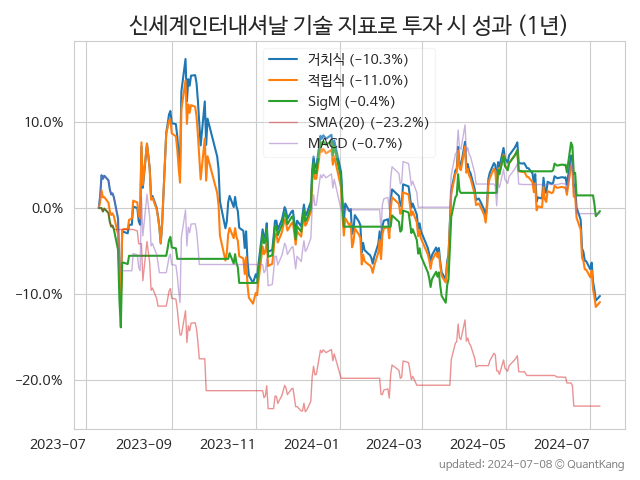 신세계인터내셔날 기술 지표로 투자 시 성과 (1년)
거치식 (−10.3%)
적립식 (−11.0%)
SigM (−0.4%)
SMA(20) (−23.2%)
MACD (−0.7%)
10.0%
0.0%
−10.0%
−20.0%
2023-07 2023-09 2023-11 2024-01 2024-03 2024-05 2024-07
updated: 2024-07-08 © QuantKang